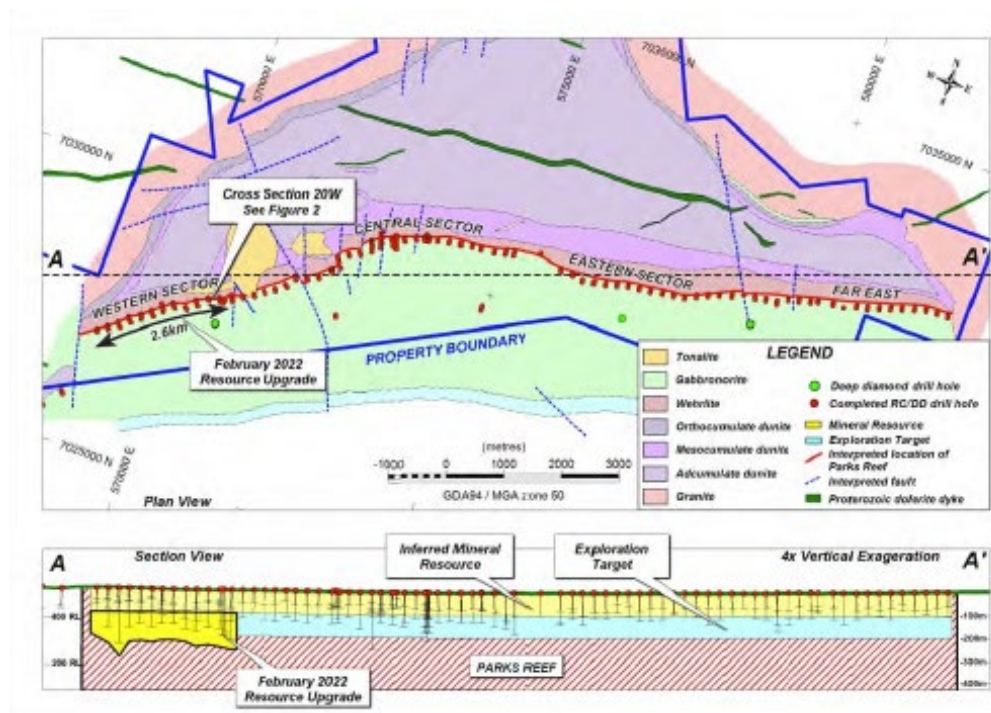 7035000 N
570000 E
575000 E
580000 E
7030000 N
7035000 N
Cross Section 20W
See Figure 2
CENTRAL SECTOR
A
A'
EASTERN SECTOR
WESTERN SECTOR
FAR EAST
2.6km
February 2022
Resource Upgrade
PROPERTY BOUNDARY
LEGEND
Tonalite
Gabbronorite
Wehrlite
Orthocumulate dunite
Mesocumulate dunite
Adcumulate dunite
Granite
Deep diamond drill hole
Completed RC/DD drill hole
Mineral Resource
Exploration Target
Interpreted location of
Parks Reef
Interpreted fault
Proterozoic dolerite dyke
7025000 N
570000 E
(metres)
-1000 0 1000 2000 3000
GDA94 / MGA zone 50
Plan View
A
Section View
Inferred Mineral
Resource
Exploration
Target
4x Vertical Exageration
A'
400 RL
-100m
-200m
200 RL
-300m
-400m
PARKS REEF
February 2022
Resource Upgrade